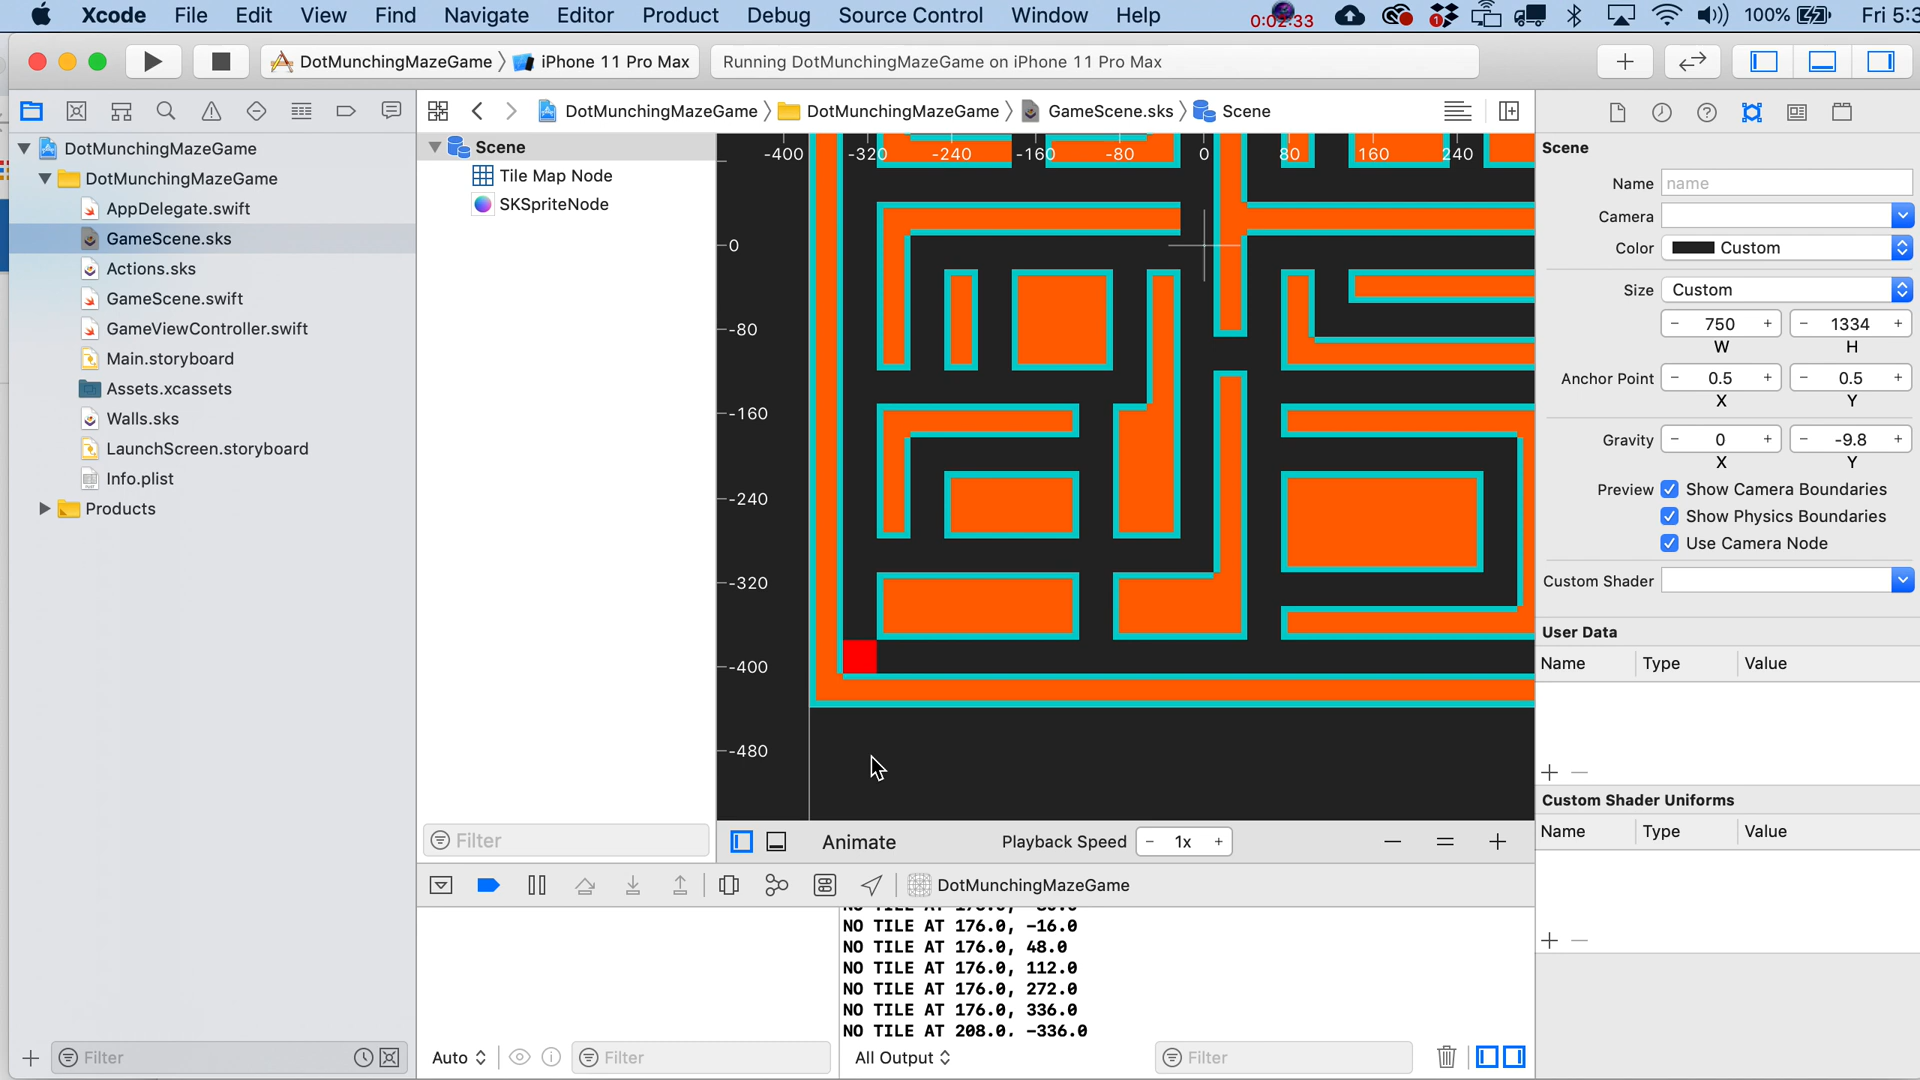 Xcode File Edit View Find Navigate Editor Product Debug Source Control Window Help 0:02:33 1 100% Fri 5:3
DotMunchingMazeGame iPhone 11 Pro Max Running DotMunchingMazeGame on iPhone 11 Pro Max
DotMunchingMazeGame DotMunchingMazeGame GameScene.sks Scene
DotMunchingMazeGame
DotMunchingMazeGame
AppDelegate.swift
GameScene.sks
Actions.sks
GameScene.swift
GameViewController.swift
Main.storyboard
Assets.xcassets
Walls.sks
LaunchScreen.storyboard
Info.plist
Products
Filter
Scene
Tile Map Node
SKSpriteNode
Filter
-400 -320 -240 -160 -80 0 80 160 240
0
-80
-160
-240
-320
-400
-480
Animate Playback Speed - 1x +
DotMunchingMazeGame
NO TILE AT 176.0, -16.0
NO TILE AT 176.0, 48.0
NO TILE AT 176.0, 112.0
NO TILE AT 176.0, 272.0
NO TILE AT 176.0, 336.0
NO TILE AT 208.0, -336.0
Auto Filter All Output Filter
Scene
Name name
Camera
Color Custom
Size Custom
- 750 + - 1334 +
W H
Anchor Point - 0.5 + - 0.5 +
X Y
Gravity - 0 + - -9.8 +
X Y
Preview Show Camera Boundaries
Show Physics Boundaries
Use Camera Node
Custom Shader
User Data
Name Type Value
Custom Shader Uniforms
Name Type Value